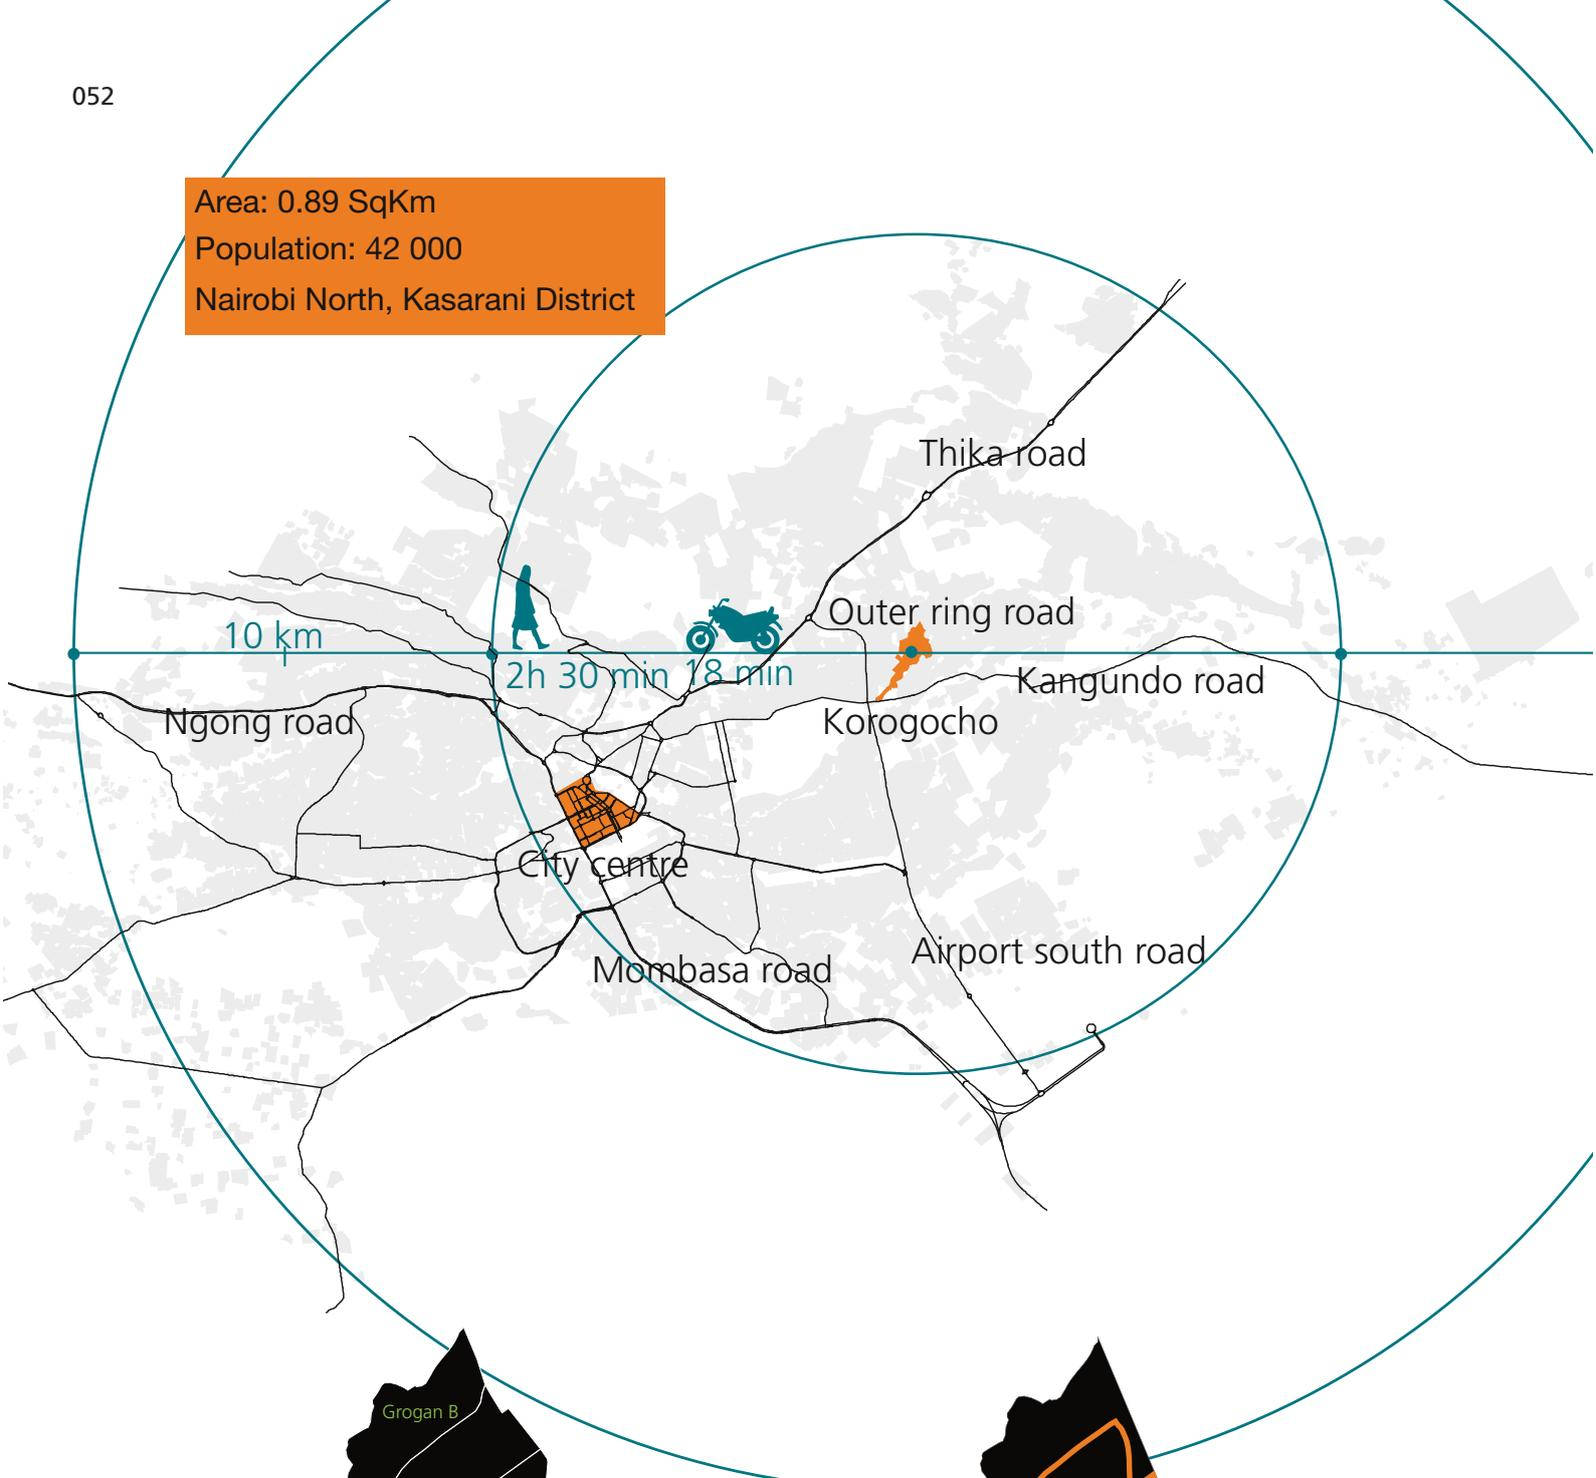 052
Area: 0.89 SqKm
Population: 42 000
Nairobi North, Kasarani District
Thika road
Outer ring road
10 km
2h 30 min
18 min
Kangundo road
Ngong road
Korogocho
City centre
Airport south road
Mombasa road
Grogan B